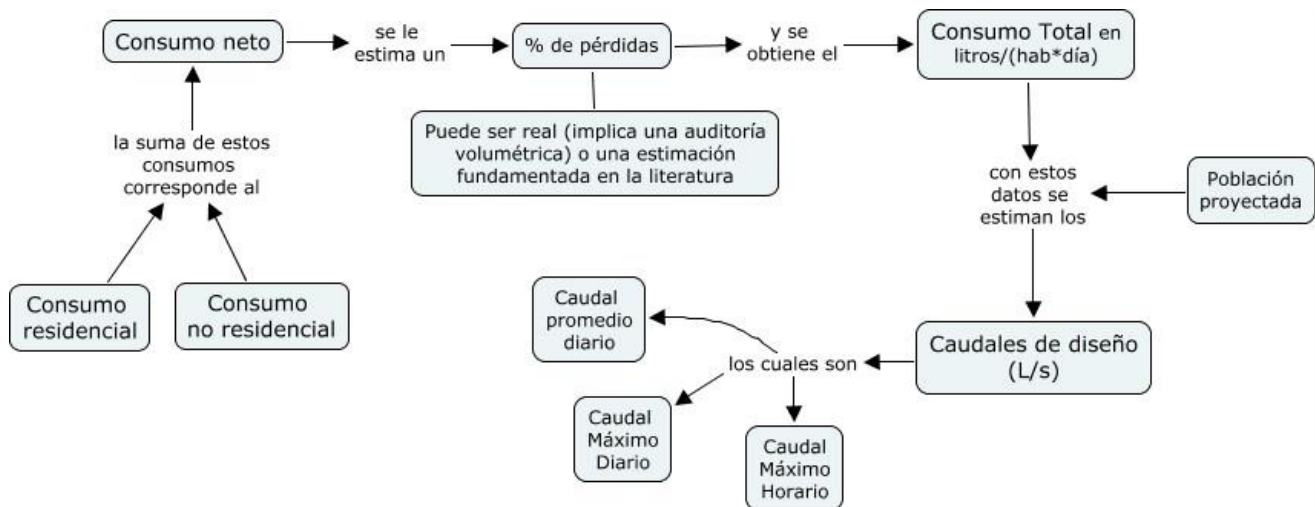 Consumo neto
se le
estima un
% de pérdidas
y se
obtiene el
Consumo Total en
litros/(hab*día)
la suma de estos
consumos
corresponde al
Puede ser real (implica una auditoría
volumétrica) o una estimación
fundamentada en la literatura
con estos
datos se
estiman los
Población
proyectada
Consumo
residencial
Consumo
no residencial
Caudal
promedio
diario
los cuales son
Caudales de diseño
(L/s)
Caudal
Máximo
Diario
Caudal
Máximo
Horario